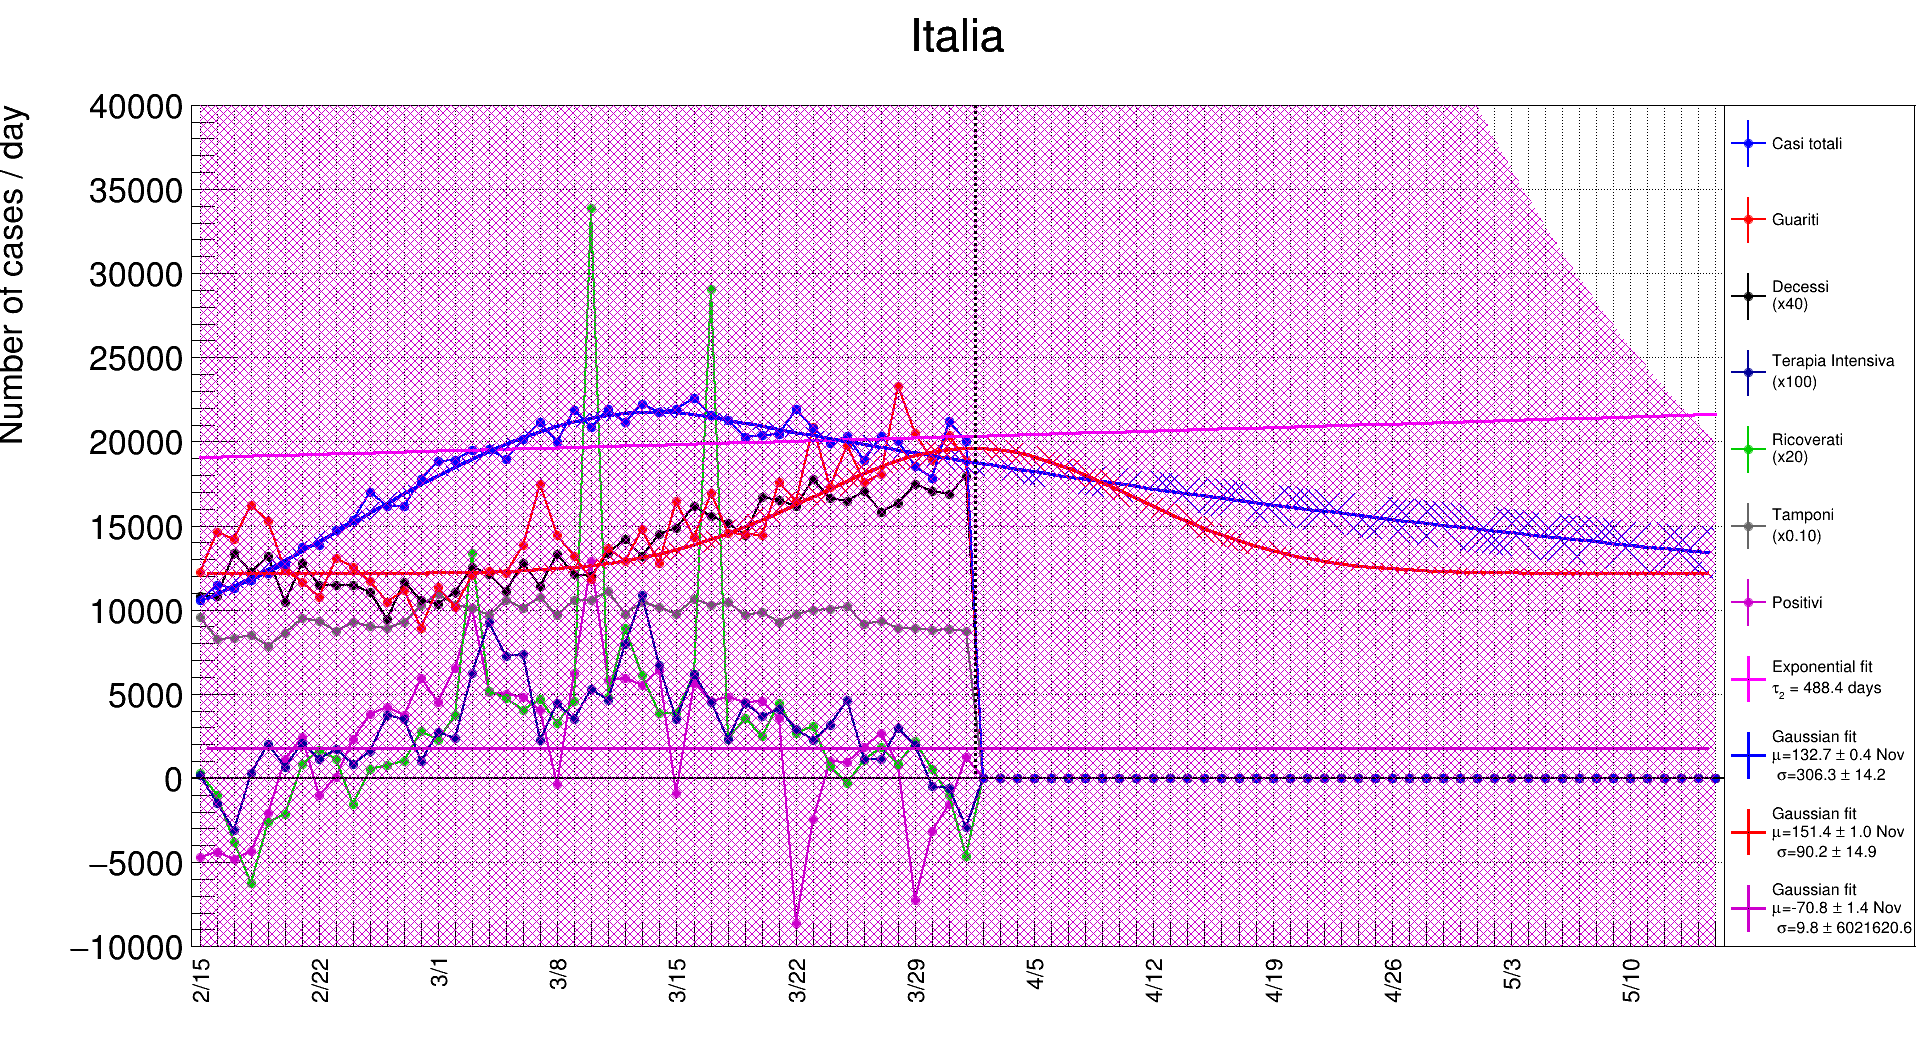 Italia
Number of cases / day
40000
35000
30000
25000
20000
15000
10000
5000
0
−5000
−10000
2/15
2/22
3/1
3/8
3/15
3/22
3/29
4/5
4/12
4/19
4/26
5/3
5/10
Casi totali
Guariti
Decessi
(x40)
Terapia Intensiva
(x100)
Ricoverati
(x20)
Tamponi
(x0.10)
Positivi
Exponential fit
τ2 = 488.4 days
Gaussian fit
μ=132.7 ± 0.4 Nov
σ=306.3 ± 14.2
Gaussian fit
μ=151.4 ± 1.0 Nov
σ=90.2 ± 14.9
Gaussian fit
μ=-70.8 ± 1.4 Nov
σ=9.8 ± 6021620.6